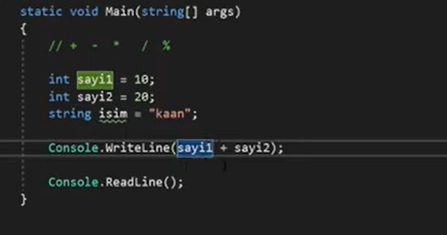 static void Main(string[] args)
{
// + - * / %
int sayi1 = 10;
int sayi2 = 20;
string isim = "kaan";
Console.WriteLine(sayi1 + sayi2);
Console.ReadLine();
}